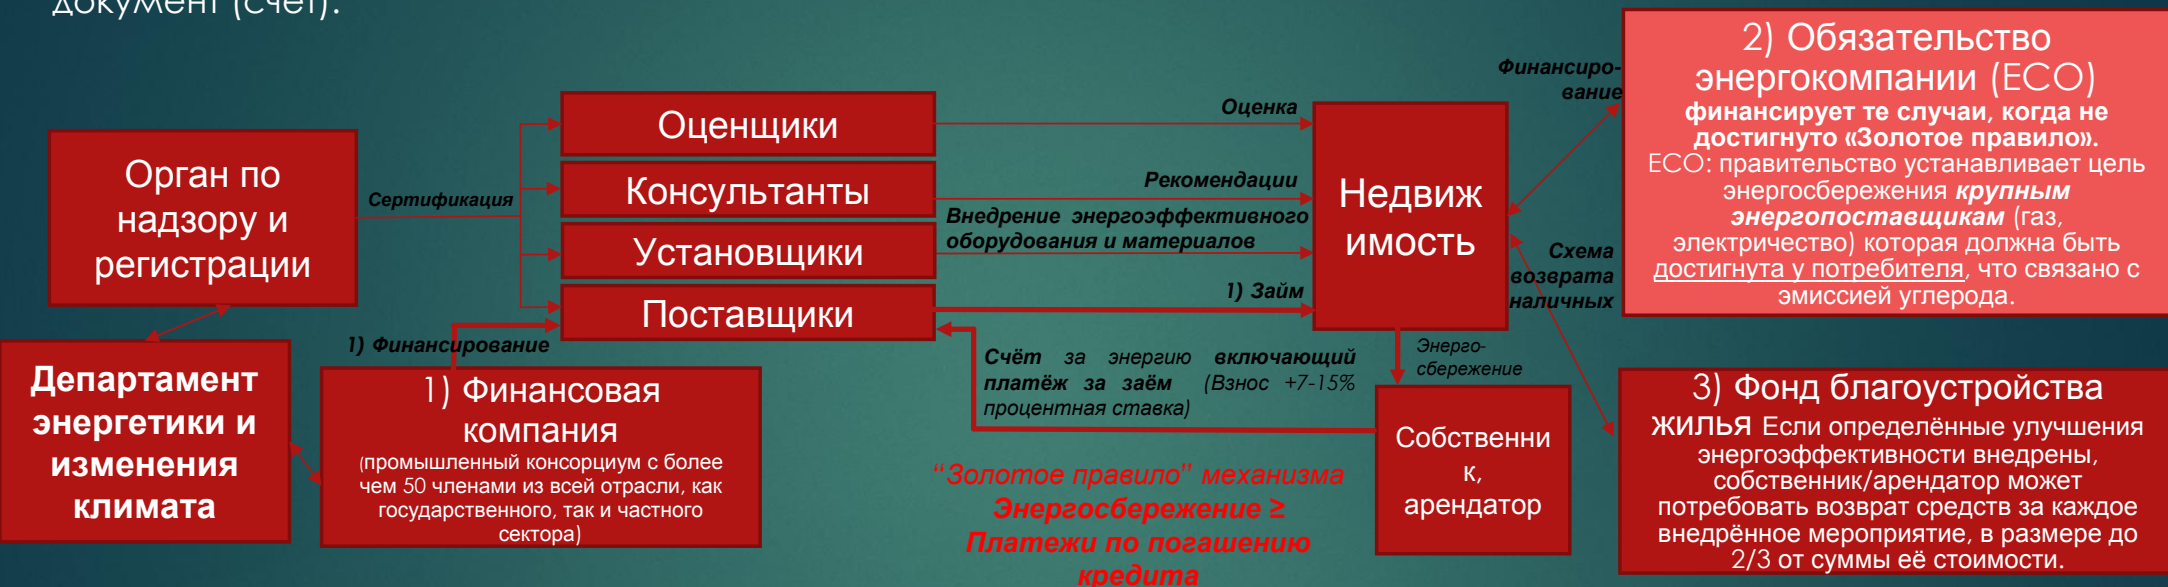 документ (счёт).
Орган по
надзору и
регистрации
Департамент
энергетики и
изменения
климата
Сертификация
Оценщики
Консультанты
Установщики
Поставщики
1) Финансирование
1) Финансовая
компания
(промышленный консорциум с более
чем 50 членами из всей отрасли, как
государственного, так и частного
сектора)
Оценка
Рекомендации
Внедрение энергоэффективного
оборудования и материалов
1) Займ
Счёт за энергию включающий
платёж за заём (Взнос +7-15%
процентная ставка)
"Золотое правило" механизма
Энергосбережение ≥
Платежи по погашению
кредита
Недвиж
имость
Энерго-
сбережение
Собственни
к,
арендатор
Финансиро-
вание
Схема
возврата
наличных
2) Обязательство
энергокомпании (ECO)
финансирует те случаи, когда не
достигнуто «Золотое правило».
ECO: правительство устанавливает цель
энергосбережения крупным
энергопоставщикам (газ,
электричество) которая должна быть
достигнута у потребителя, что связано с
эмиссией углерода.
3) Фонд благоустройства
жилья Если определённые улучшения
энергоэффективности внедрены,
собственник/арендатор может
потребовать возврат средств за каждое
внедрённое мероприятие, в размере до
2/3 от суммы её стоимости.